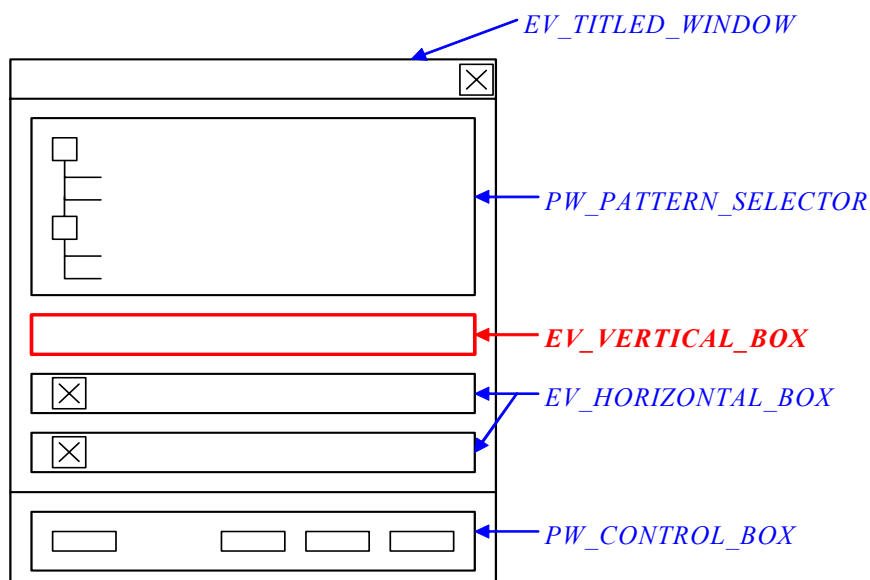 EV_TITLED_WINDOW
PW_PATTERN_SELECTOR
EV_VERTICAL_BOX
EV_HORIZONTAL_BOX
PW_CONTROL_BOX